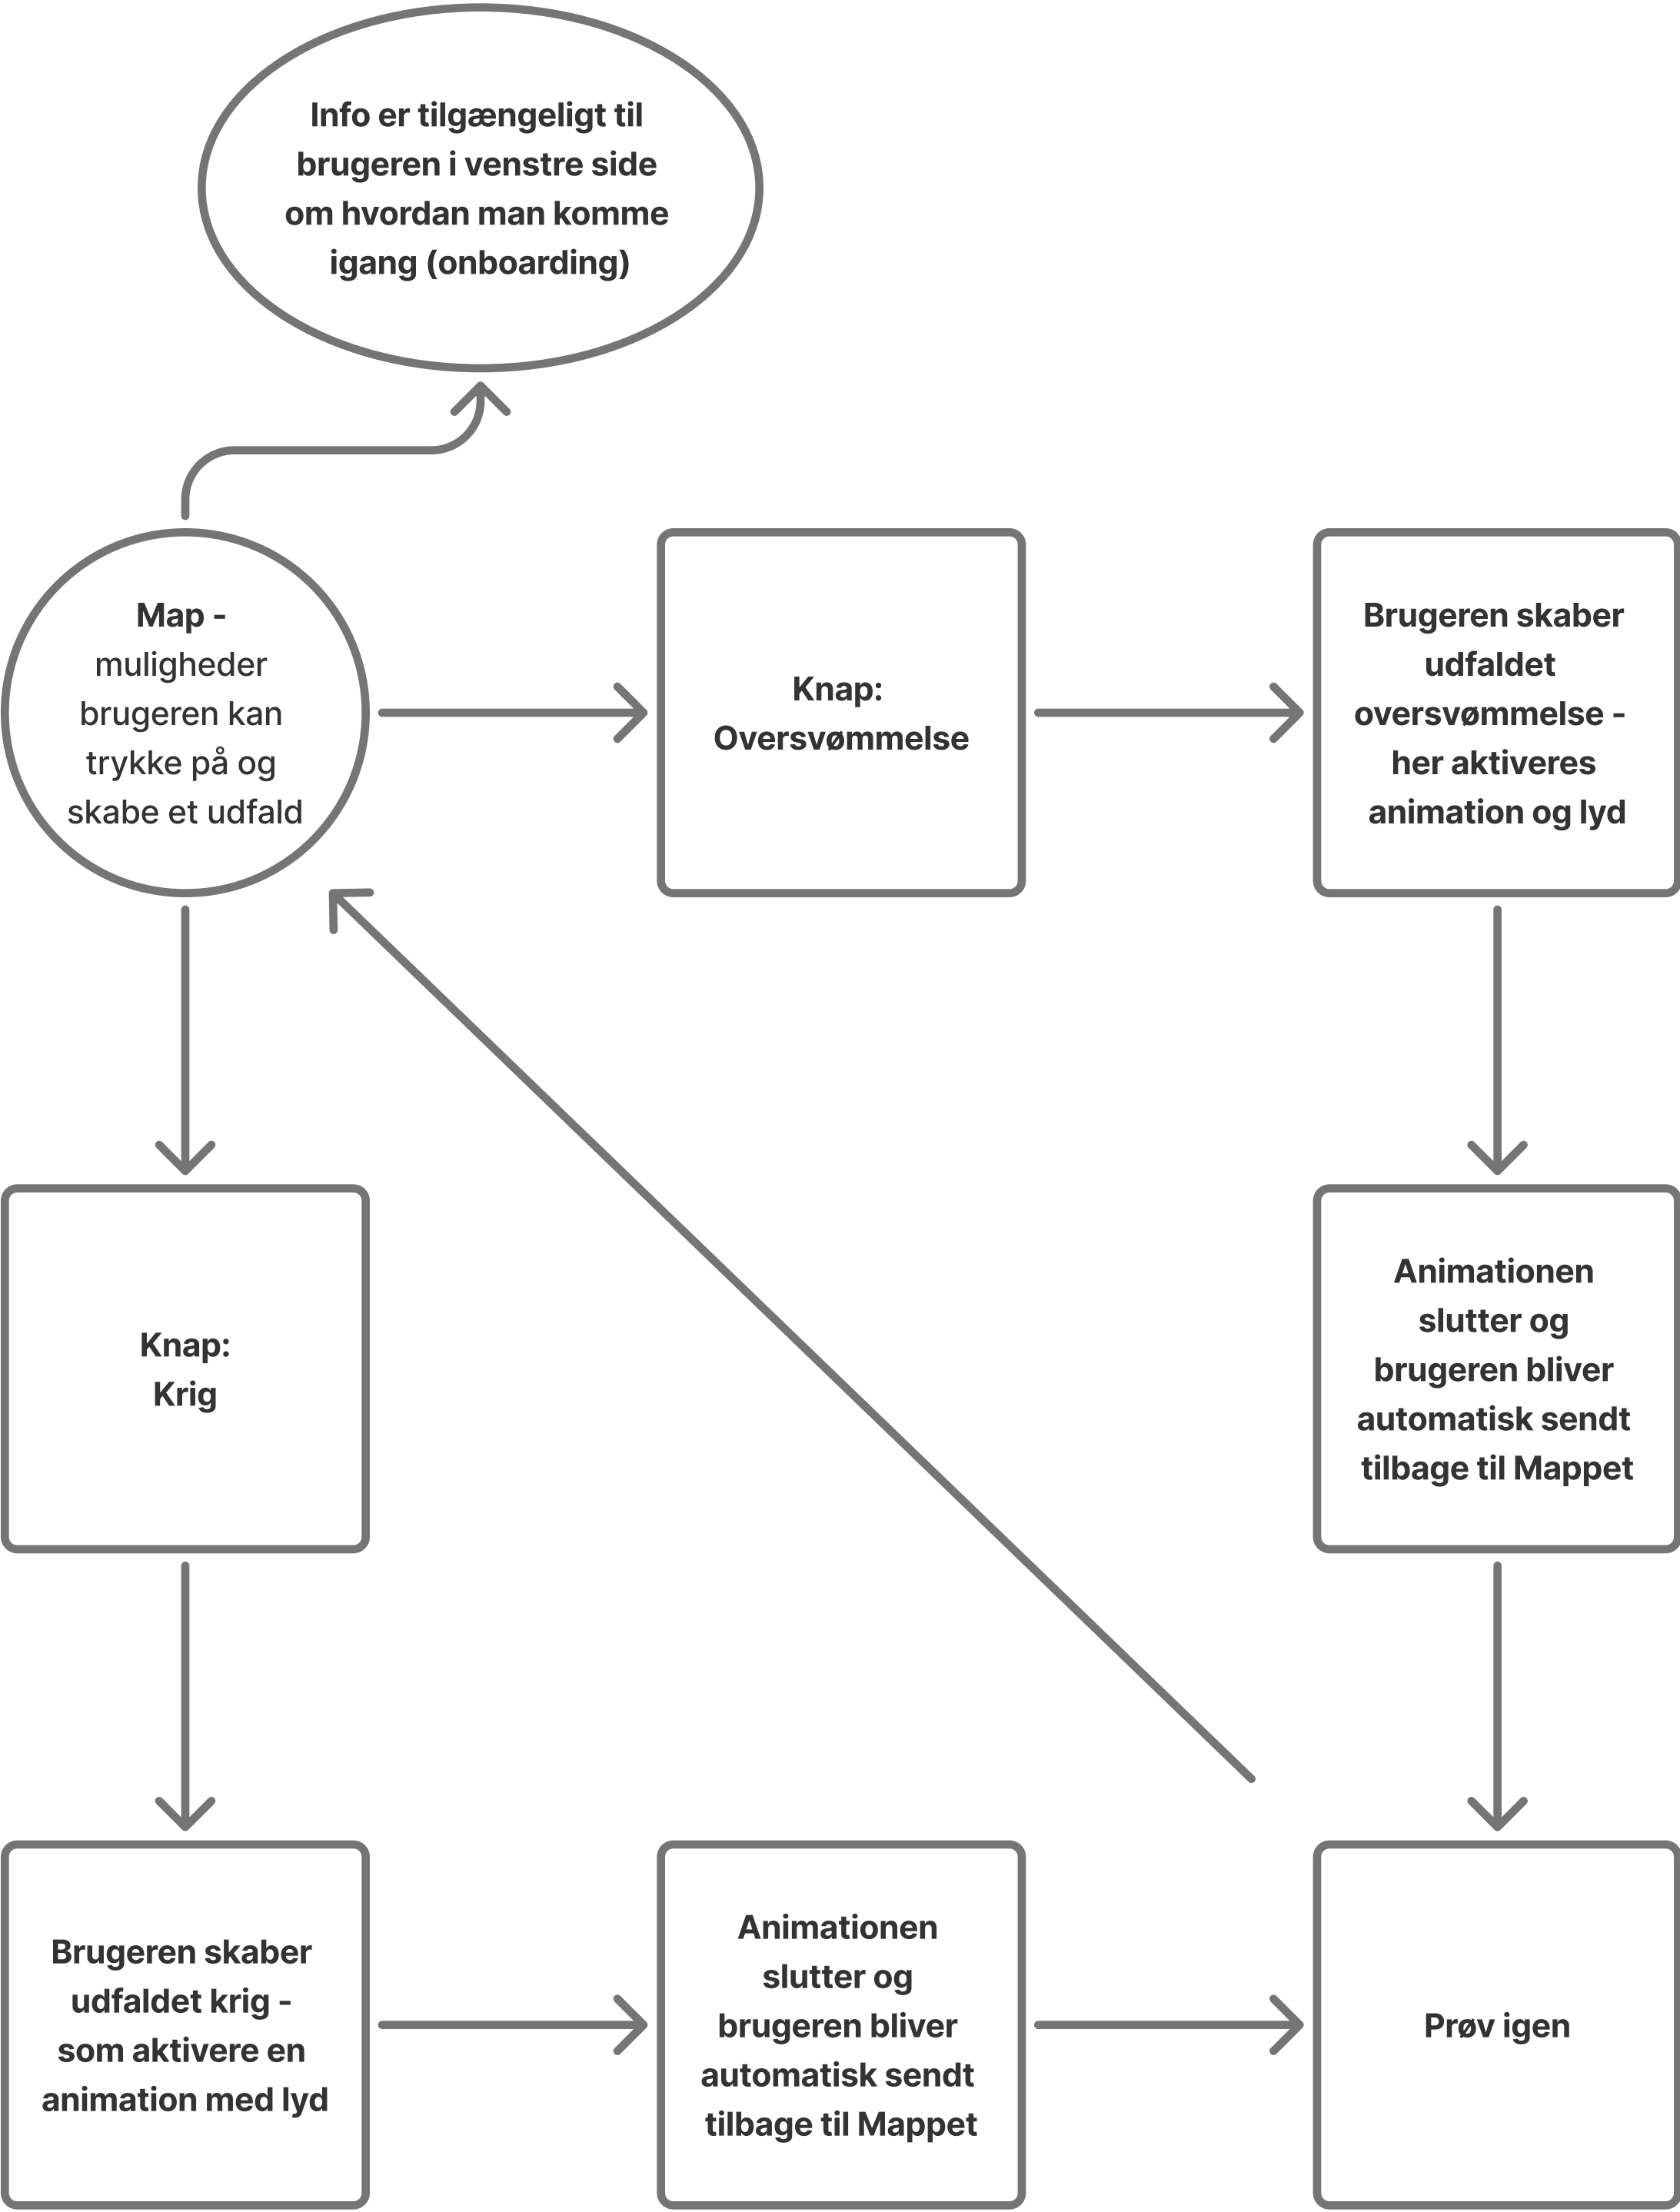 Info er tilgængeligt til
brugeren i venstre side
om hvordan man komme
igang (onboarding)
Map -
muligheder
brugeren kan
trykke på og
skabe et udfald
Knap:
Oversvømmelse
Brugeren skaber
udfaldet
oversvømmelse -
her aktiveres
animation og lyd
Knap:
Krig
Animationen
slutter og
brugeren bliver
automatisk sendt
tilbage til Mappet
Brugeren skaber
udfaldet krig -
som aktivere en
animation med lyd
Animationen
slutter og
brugeren bliver
automatisk sendt
tilbage til Mappet
Prøv igen